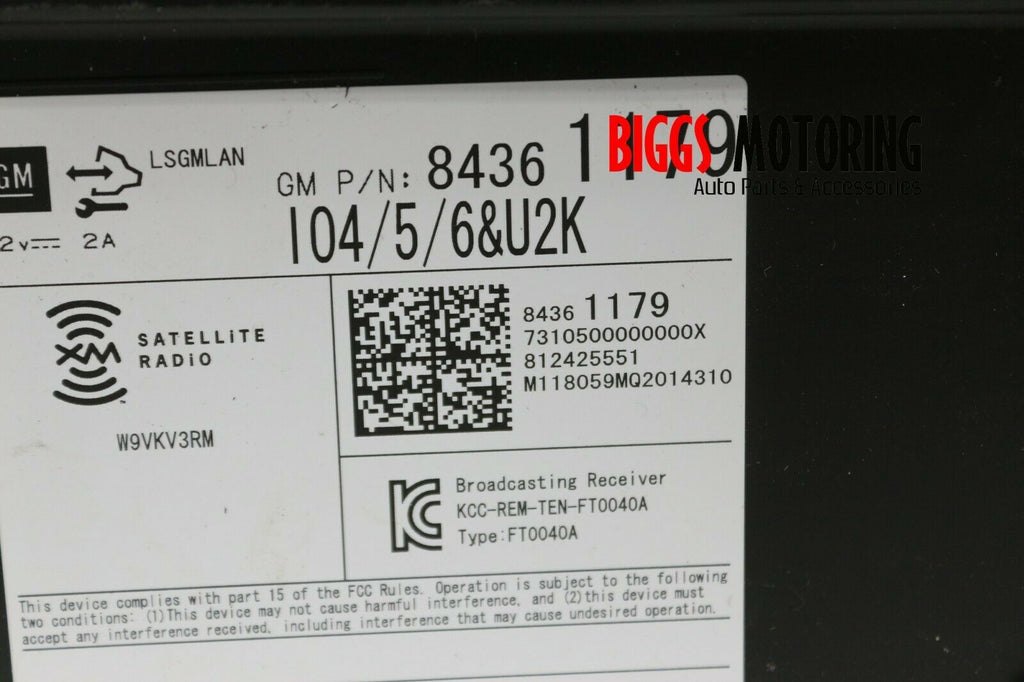 GM
LSGMLAN
GM P/N: 8436 1179
BIGGS MOTORING
Auto Parts & Accessories
2V 2A
I04/5/6&U2K
XM SATELLiTE
RADiO
W9VKV3RM
8436 1179
7310500000000X
812425551
M118059MQ2014310
Broadcasting Receiver
KCC-REM-TEN-FT0040A
Type:FT0040A
This device complies with part 15 of the FCC Rules. Operation is subject to the following
two conditions: (1)This device may not cause harmful interference, and (2)this device must
accept any interference received, including interference that may cause undesired operation.